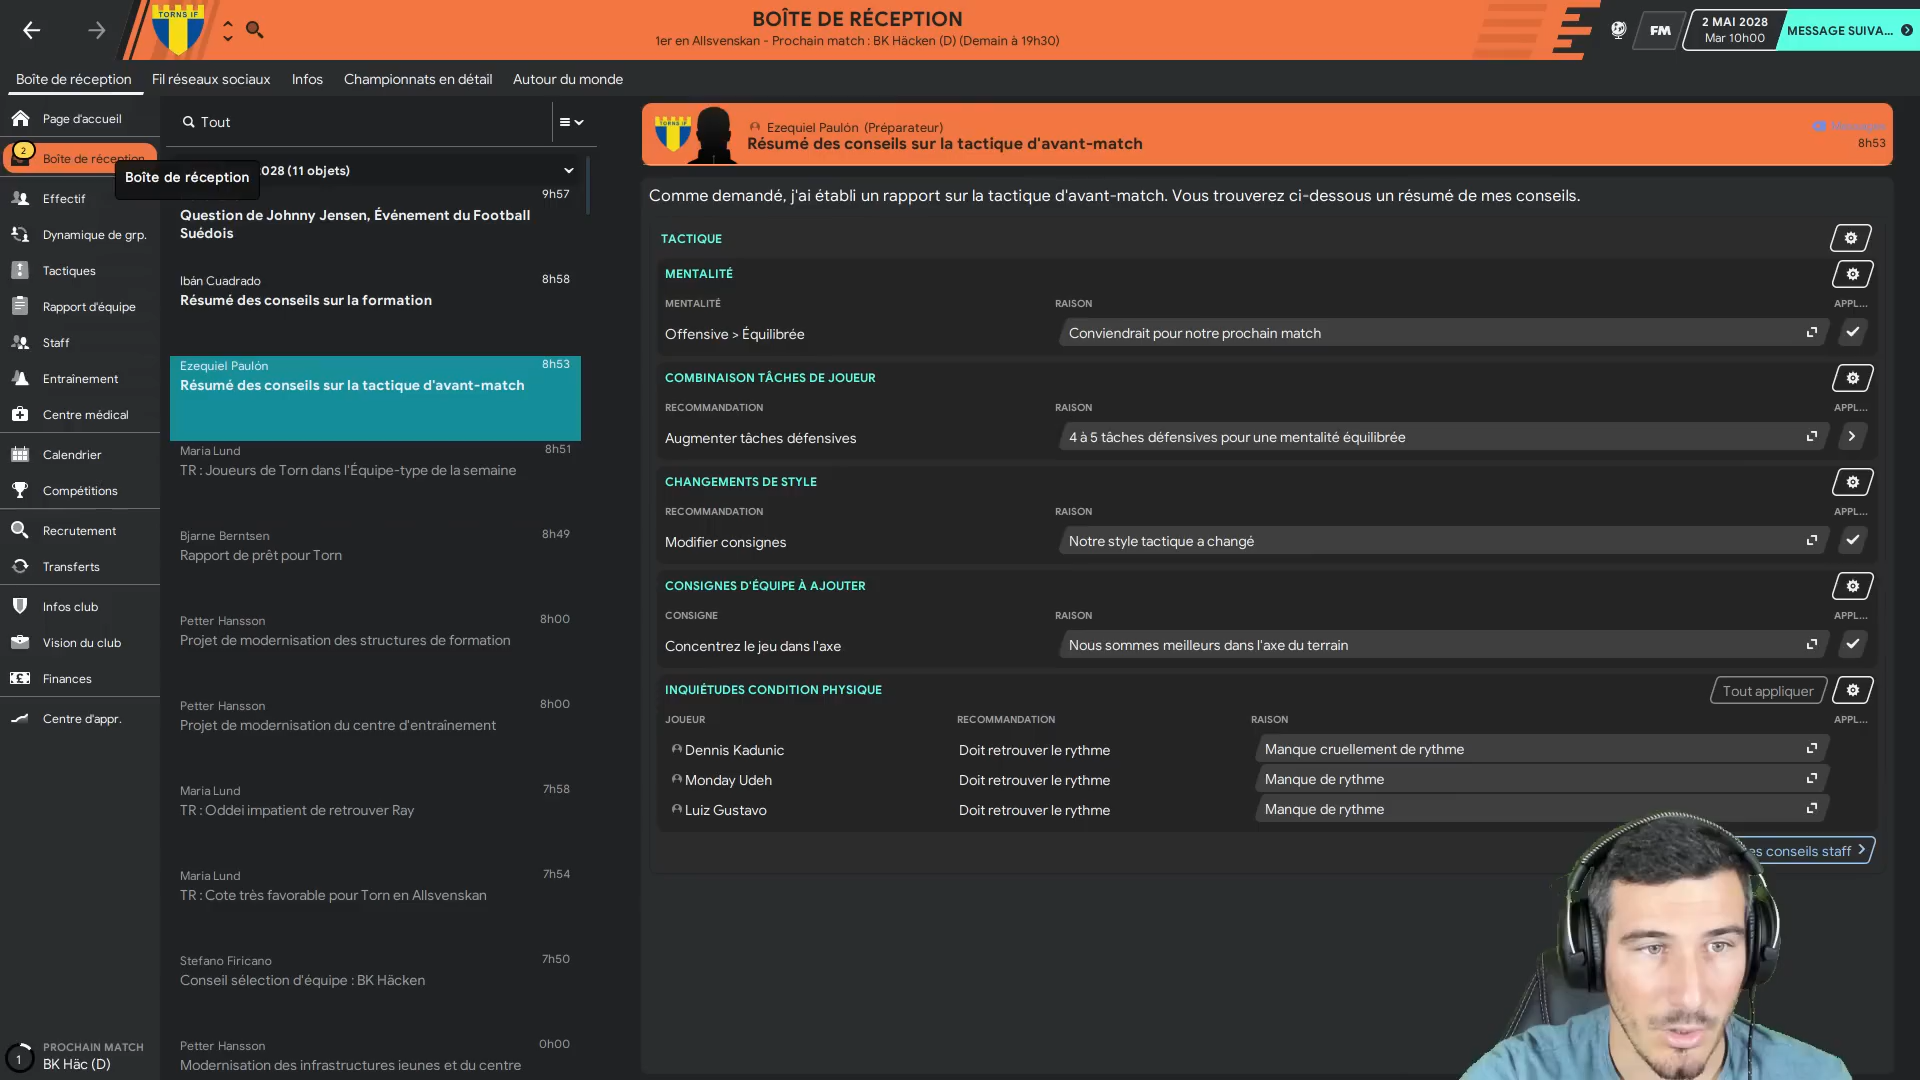 TORNS IF
BOÎTE DE RÉCEPTION
1er en Allsvenskan - Prochain match : BK Häcken (D) (Demain à 19h30)
FM
2 MAI 2028
Mar 10h00
MESSAGE SUIVA...
Boîte de réception
Fil réseaux sociaux
Infos
Championnats en détail
Autour du monde
Page d'accueil
2
Boîte de réception
Boîte de réception
Effectif
Dynamique de grp.
Tactiques
Rapport d'équipe
Staff
Entraînement
Centre médical
Calendrier
Compétitions
Recrutement
Transferts
Infos club
Vision du club
Finances
Centre d'appr.
1
PROCHAIN MATCH
BK Häc (D)
Tout
028 (11 objets)
9h57
Question de Johnny Jensen, Événement du Football
Suédois
Ibán Cuadrado
8h58
Résumé des conseils sur la formation
Ezequiel Paulón
8h53
Résumé des conseils sur la tactique d'avant-match
Maria Lund
8h51
TR : Joueurs de Torn dans l'Équipe-type de la semaine
Bjarne Berntsen
8h49
Rapport de prêt pour Torn
Petter Hansson
8h00
Projet de modernisation des structures de formation
Petter Hansson
8h00
Projet de modernisation du centre d'entraînement
Maria Lund
7h58
TR : Oddei impatient de retrouver Ray
Maria Lund
7h54
TR : Cote très favorable pour Torn en Allsvenskan
Stefano Firicano
7h50
Conseil sélection d'équipe : BK Häcken
Petter Hansson
0h00
Modernisation des infrastructures jeunes et du centre
TORNS IF
Ezequiel Paulón (Préparateur)
Résumé des conseils sur la tactique d'avant-match
8h53
Comme demandé, j'ai établi un rapport sur la tactique d'avant-match. Vous trouverez ci-dessous un résumé de mes conseils.
TACTIQUE
MENTALITÉ
MENTALITÉ
RAISON
APPL...
Offensive > Équilibrée
Conviendrait pour notre prochain match
COMBINAISON TÂCHES DE JOUEUR
RECOMMANDATION
RAISON
APPL...
Augmenter tâches défensives
4 à 5 tâches défensives pour une mentalité équilibrée
CHANGEMENTS DE STYLE
RECOMMANDATION
RAISON
APPL...
Modifier consignes
Notre style tactique a changé
CONSIGNES D'ÉQUIPE À AJOUTER
CONSIGNE
RAISON
APPL...
Concentrez le jeu dans l'axe
Nous sommes meilleurs dans l'axe du terrain
INQUIÉTUDES CONDITION PHYSIQUE
Tout appliquer
JOUEUR
RECOMMANDATION
RAISON
APPL...
Dennis Kadunic
Doit retrouver le rythme
Manque cruellement de rythme
Monday Udeh
Doit retrouver le rythme
Manque de rythme
Luiz Gustavo
Doit retrouver le rythme
Manque de rythme
es conseils staff